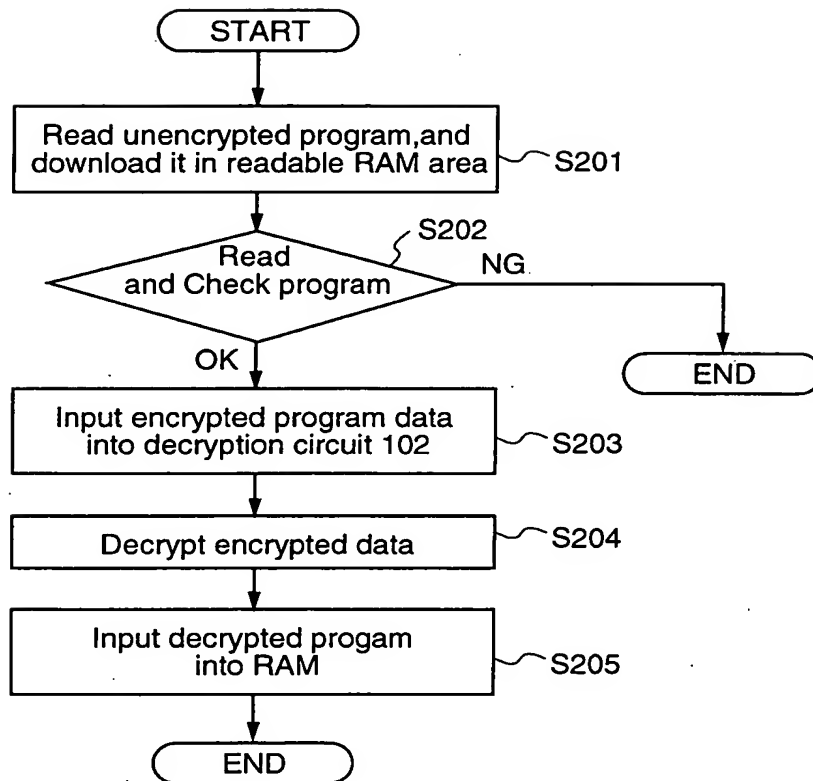 START
Read unencrypted program,and
download it in readable RAM area
S201
S202
Read
and Check program
NG
OK
END
Input encrypted program data
into decryption circuit 102
S203
Decrypt encrypted data
S204
Input decrypted progam
into RAM
S205
END